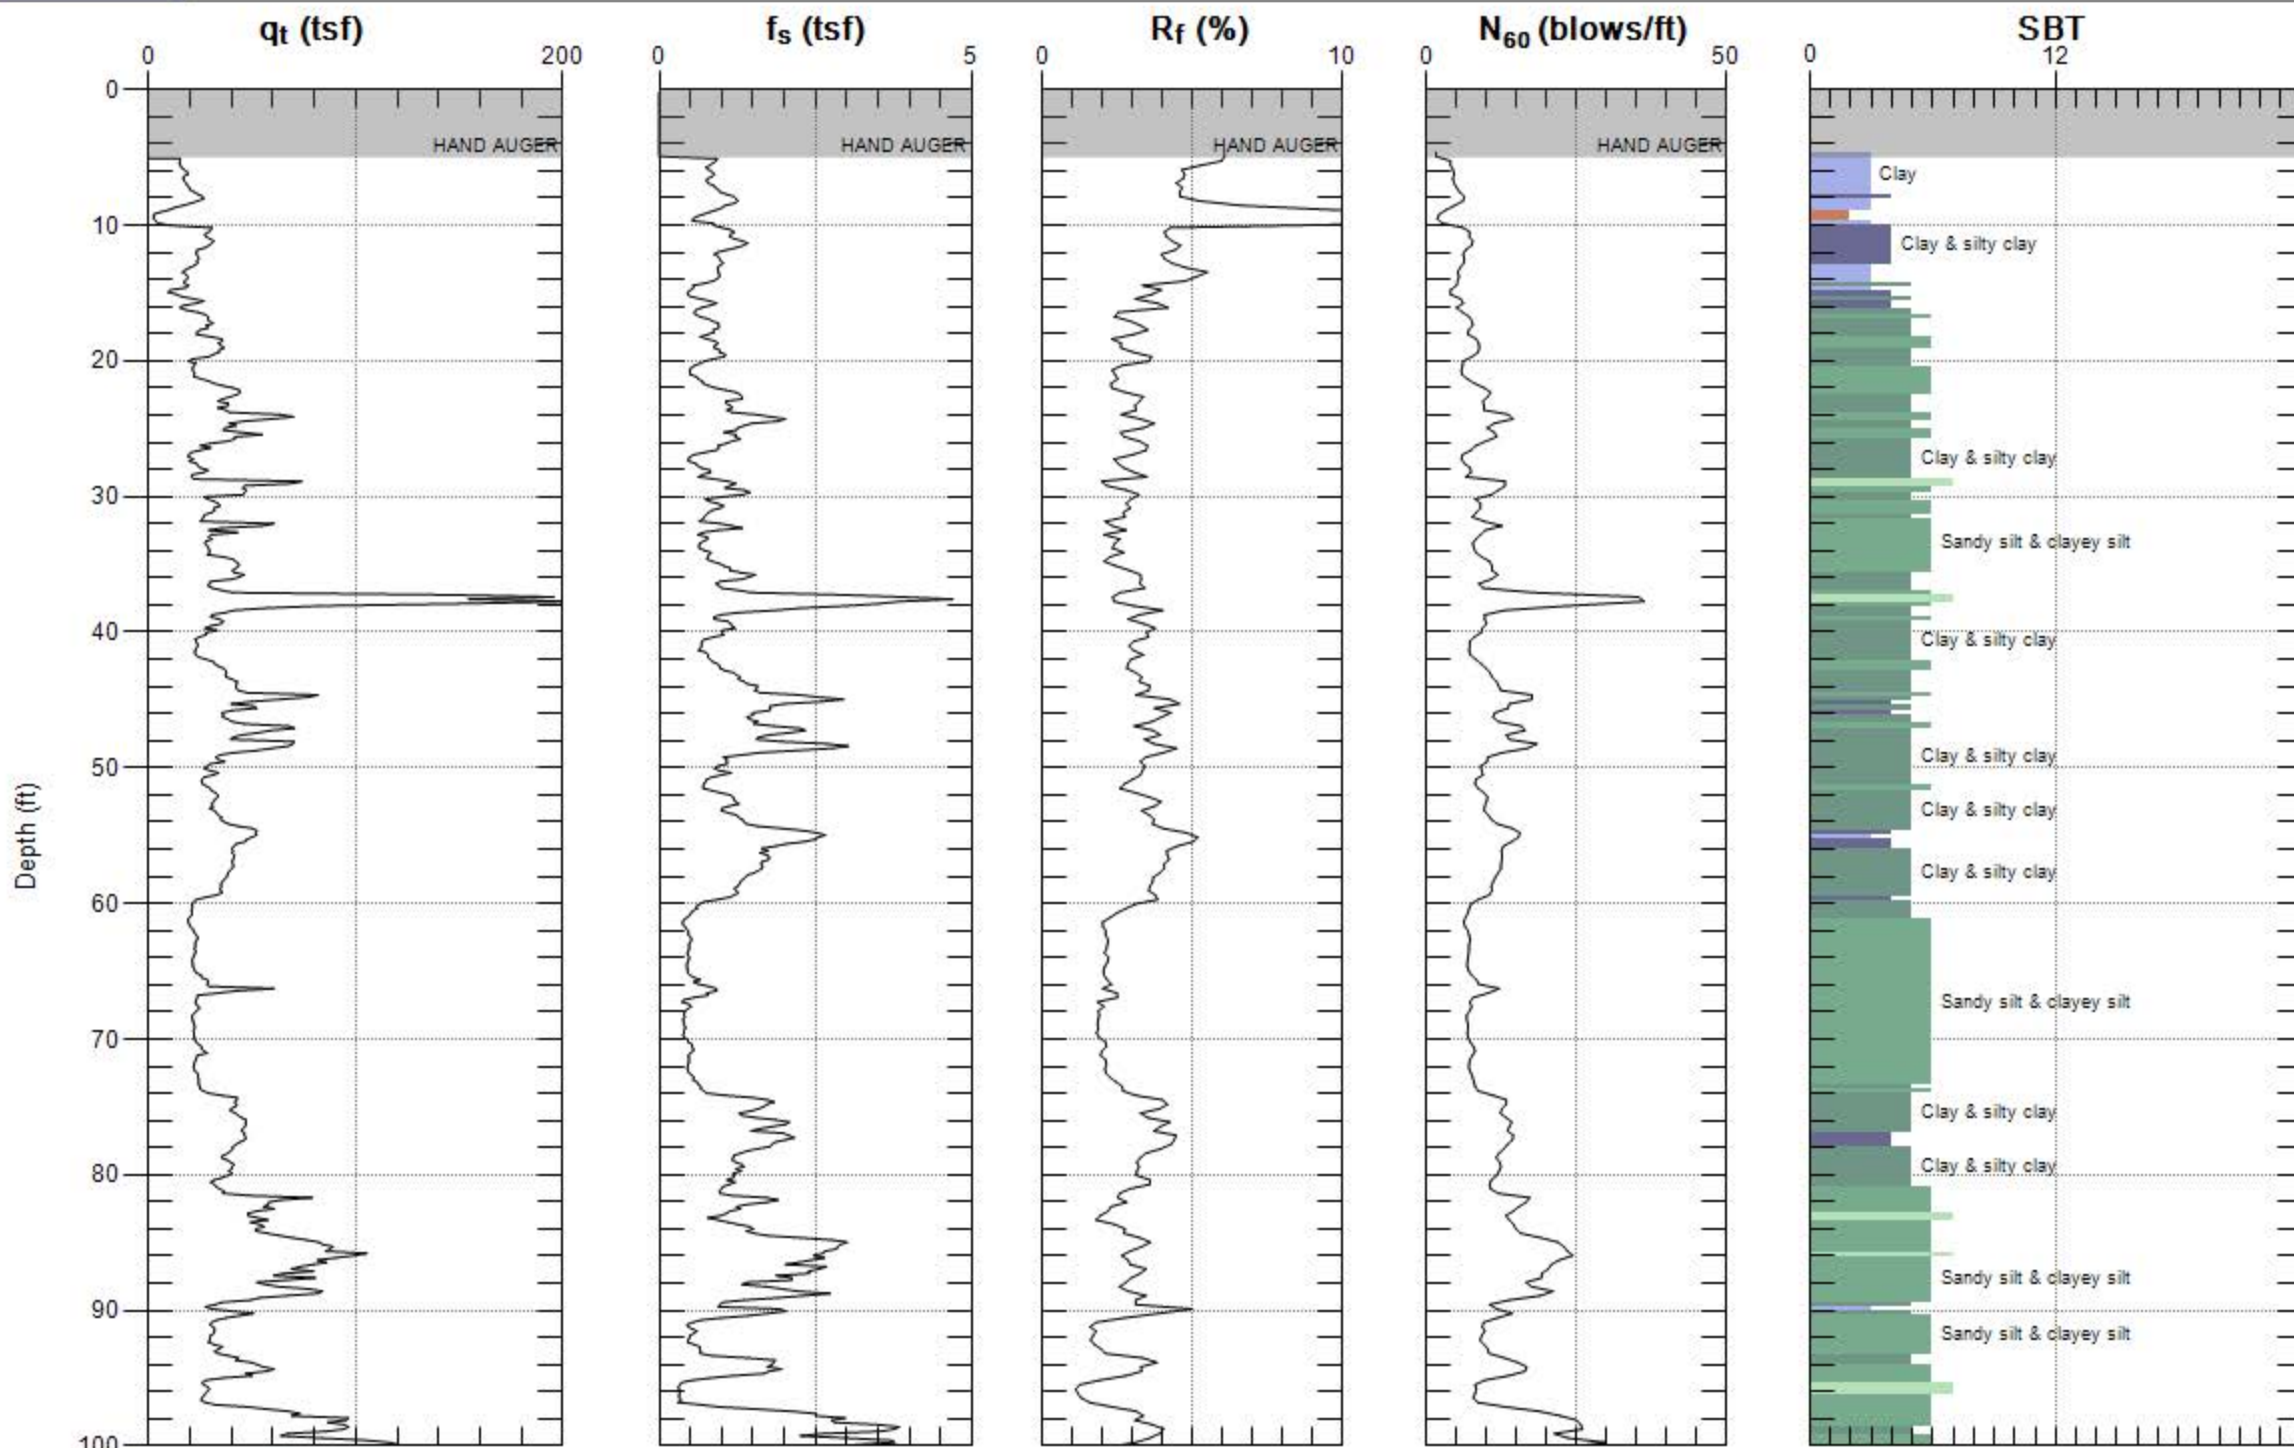 qt (tsf)
fs (tsf)
Rf (%)
N60 (blows/ft)
SBT
0 200
0 5
0 10
0 50
0 12
0
HAND AUGER
HAND AUGER
HAND AUGER
HAND AUGER
Clay
10
Clay & silty clay
20
Clay & silty clay
30
Sandy silt & clayey silt
40
Clay & silty clay
50
Clay & silty clay
Clay & silty clay
Depth (ft)
Clay & silty clay
60
Sandy silt & clayey silt
70
Clay & silty clay
80
Clay & silty clay
Sandy silt & clayey silt
90
Sandy silt & clayey silt
100